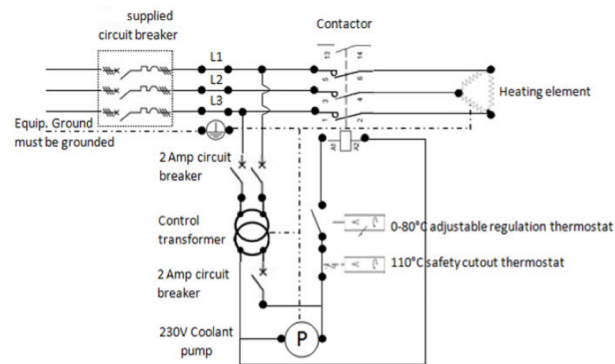 supplied
circuit breaker
Contactor
13
14
L1
5
6
L2
3
4
Heating element
L3
1
2
Equip. Ground
must be grounded
A1
A2
2 Amp circuit
breaker
Control
transformer
0-80°C adjustable regulation thermostat
110°C safety cutout thermostat
2 Amp circuit
breaker
230V Coolant
pump
P